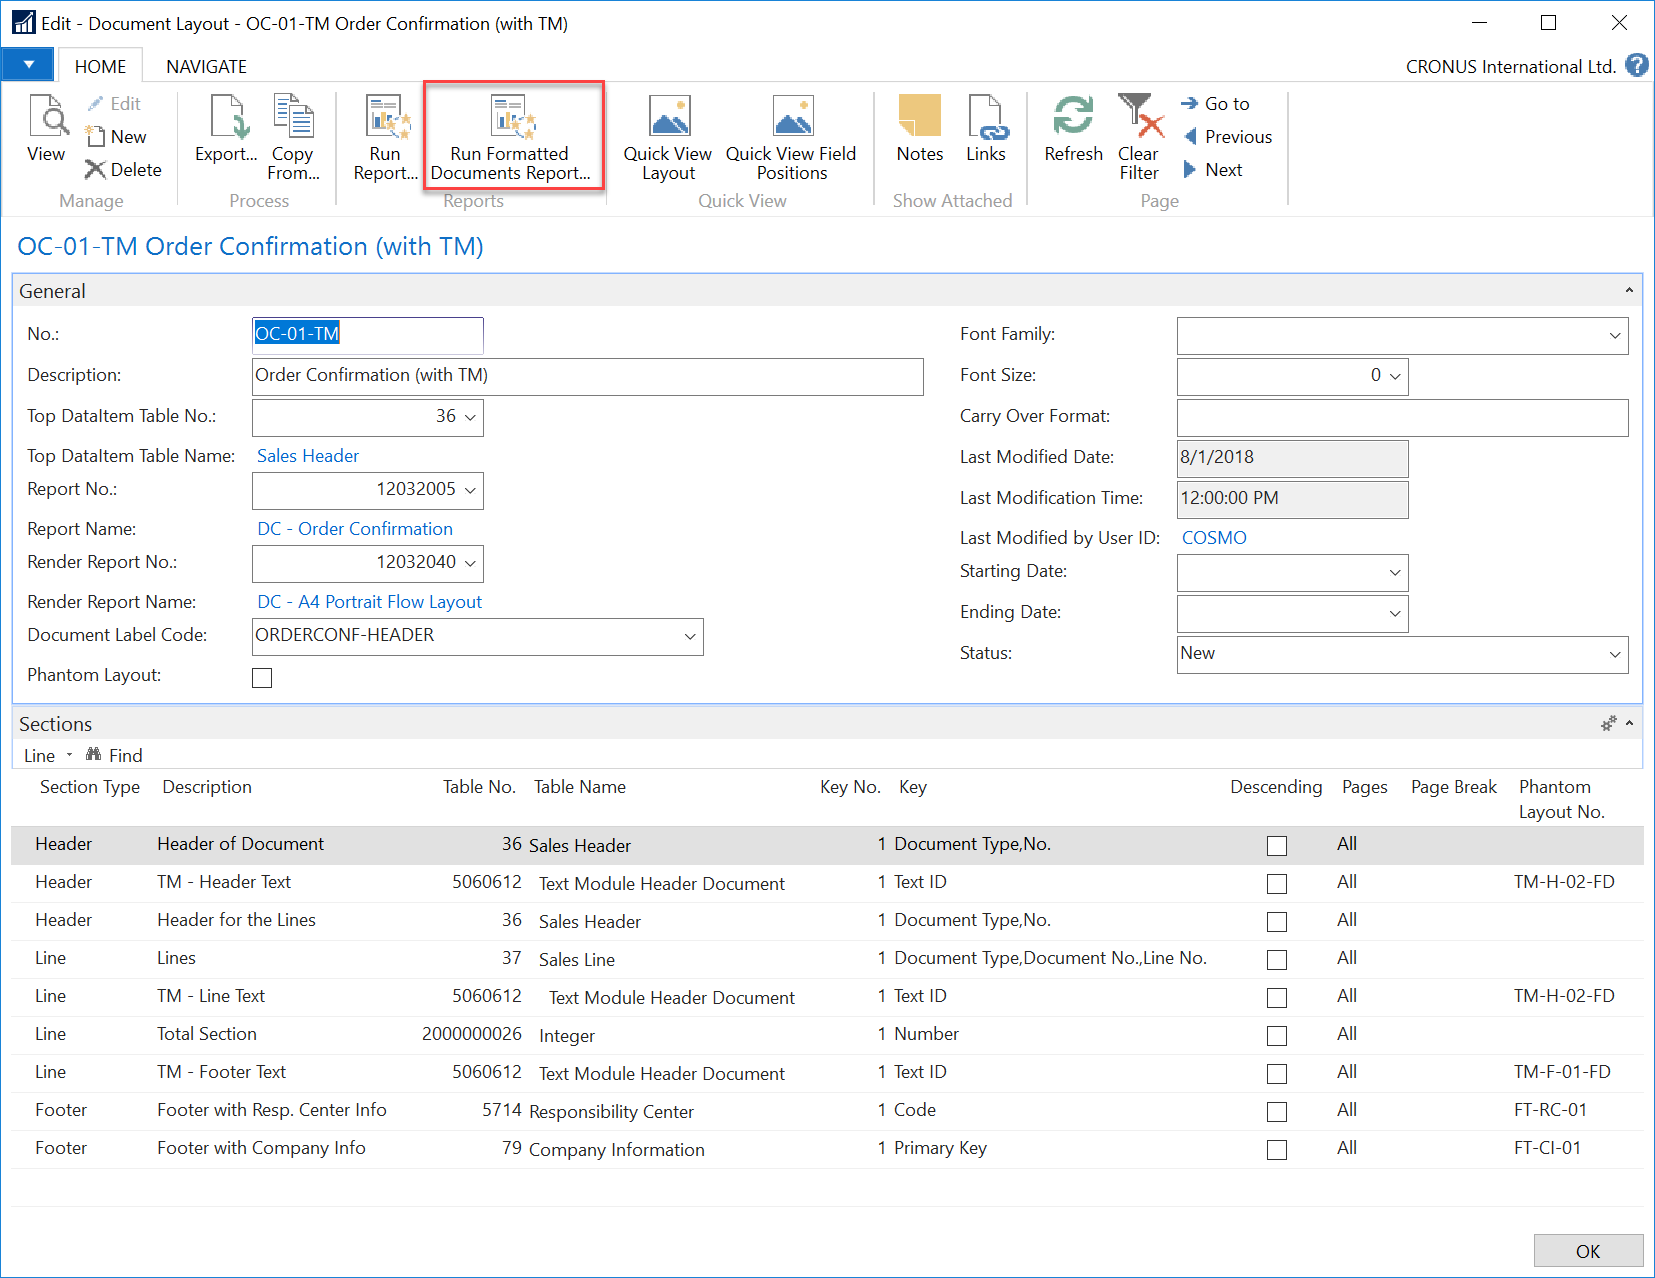 Edit - Document Layout - OC-01-TM Order Confirmation (with TM)
HOME NAVIGATE CRONUS International Ltd. ?
View
Edit
New
Delete
Manage
Export...
Copy
From...
Process
Run
Report...
Run Formatted
Documents Report...
Reports
Quick View
Layout
Quick View Field
Positions
Quick View
Notes
Links
Show Attached
Refresh
Clear
Filter
Go to
Previous
Next
Page
OC-01-TM Order Confirmation (with TM)
General
No.: OC-01-TM
Description: Order Confirmation (with TM)
Top DataItem Table No.: 36
Top DataItem Table Name: Sales Header
Report No.: 12032005
Report Name: DC - Order Confirmation
Render Report No.: 12032040
Render Report Name: DC - A4 Portrait Flow Layout
Document Label Code: ORDERCONF-HEADER
Phantom Layout:
Font Family:
Font Size: 0
Carry Over Format:
Last Modified Date: 8/1/2018
Last Modification Time: 12:00:00 PM
Last Modified by User ID: COSMO
Starting Date:
Ending Date:
Status: New
Sections
Line Find
Section Type Description Table No. Table Name Key No. Key Descending Pages Page Break Phantom
Layout No.
Header Header of Document 36 Sales Header 1 Document Type,No. All
Header TM - Header Text 5060612 Text Module Header Document 1 Text ID All TM-H-02-FD
Header Header for the Lines 36 Sales Header 1 Document Type,No. All
Line Lines 37 Sales Line 1 Document Type,Document No.,Line No. All
Line TM - Line Text 5060612 Text Module Header Document 1 Text ID All TM-H-02-FD
Line Total Section 2000000026 Integer 1 Number All
Line TM - Footer Text 5060612 Text Module Header Document 1 Text ID All TM-F-01-FD
Footer Footer with Resp. Center Info 5714 Responsibility Center 1 Code All FT-RC-01
Footer Footer with Company Info 79 Company Information 1 Primary Key All FT-CI-01
OK